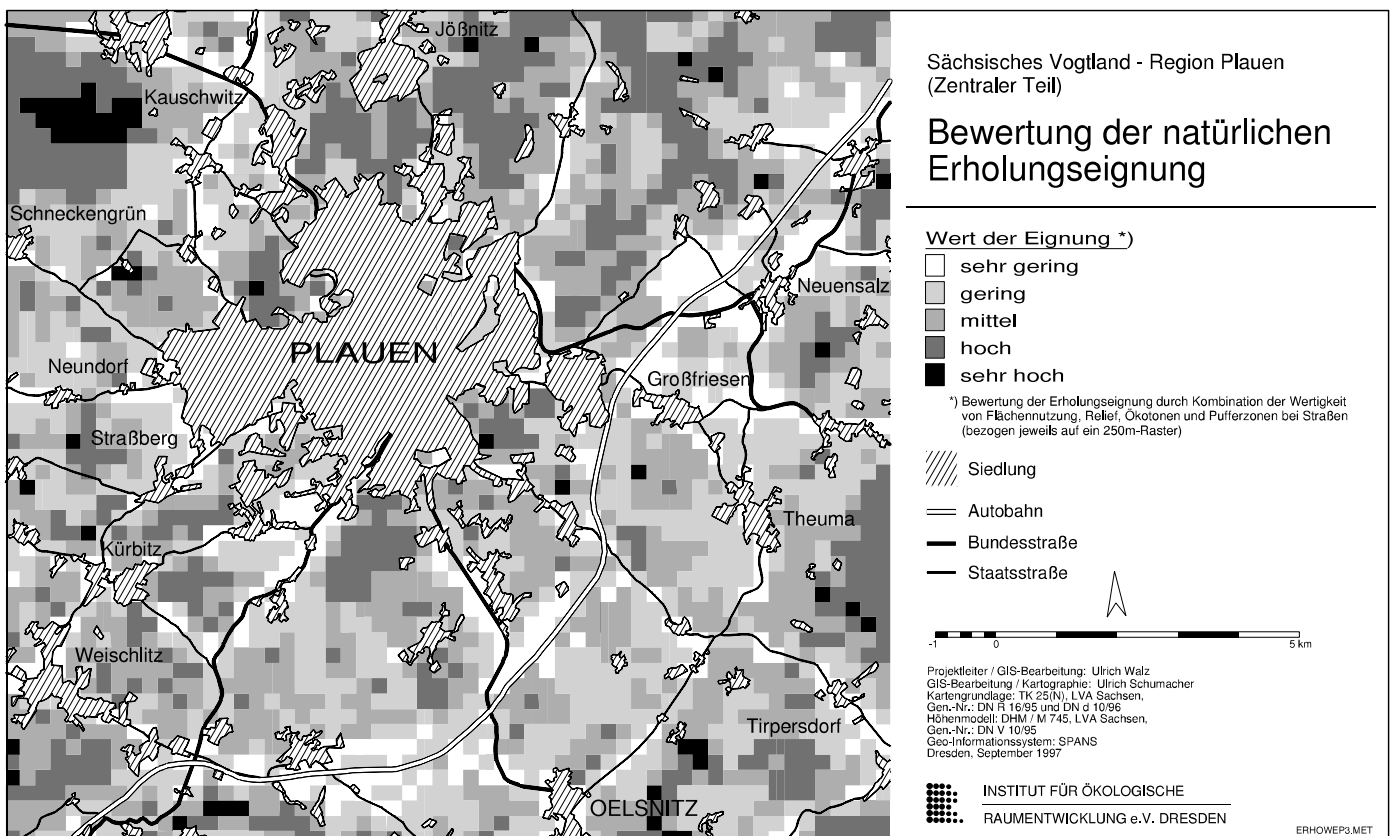 Jößnitz
Kauschwitz
Schneckengrün
Neuensalz
PLAUEN
Neundorf
Großfriesen
Straßberg
Theuma
Kürbitz
Weischlitz
Tirpersdorf
OELSNITZ
Sächsisches Vogtland - Region Plauen
(Zentraler Teil)
Bewertung der natürlichen
Erholungseignung
Wert der Eignung *)
sehr gering
gering
mittel
hoch
sehr hoch
*) Bewertung der Erholungseignung durch Kombination der Wertigkeit
von Flächennutzung, Relief, Ökotonen und Pufferzonen bei Straßen
(bezogen jeweils auf ein 250m-Raster)
Siedlung
Autobahn
Bundesstraße
Staatsstraße
-1 0 5 km
Projektleiter / GIS-Bearbeitung: Ulrich Walz
GIS-Bearbeitung / Kartographie: Ulrich Schumacher
Kartengrundlage: TK 25(N), LVA Sachsen,
Gen.-Nr.: DN R 16/95 und DN d 10/96
Höhenmodell: DHM / M 745, LVA Sachsen,
Gen.-Nr.: DN V 10/95
Geo-Informationssystem: SPANS
Dresden, September 1997
INSTITUT FÜR ÖKOLOGISCHE
RAUMENTWICKLUNG e.V. DRESDEN
ERHOWEP3.MET